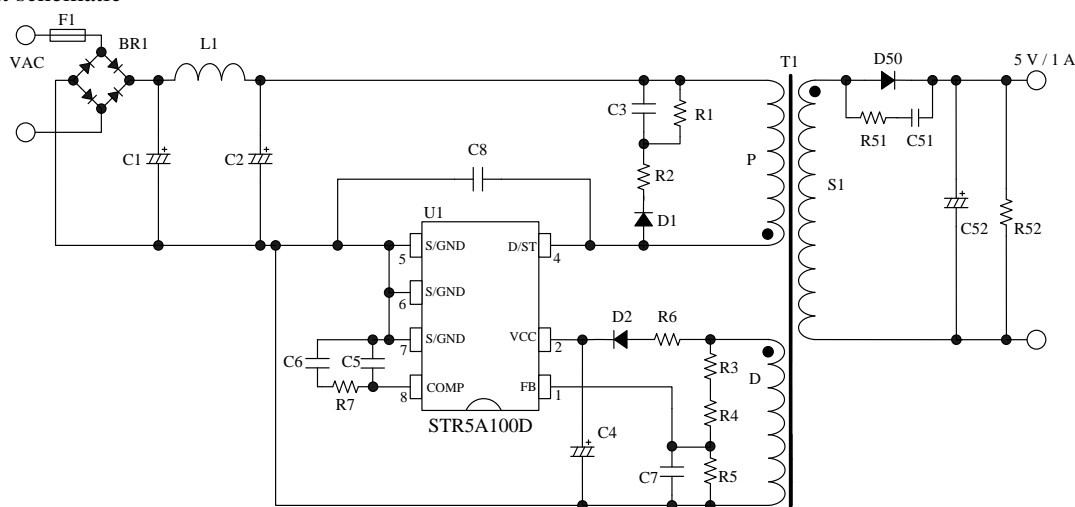 F1
BR1
L1
VAC
T1
D50
5 V / 1 A
C3
R1
R51
C51
C1
C2
C8
P
S1
R2
U1
D1
C52
R52
S/GND
D/ST
5
4
S/GND
6
D2
R6
S/GND
VCC
7
2
C6
C5
R3
D
COMP
FB
8
1
R7
R4
STR5A100D
C4
C7
R5